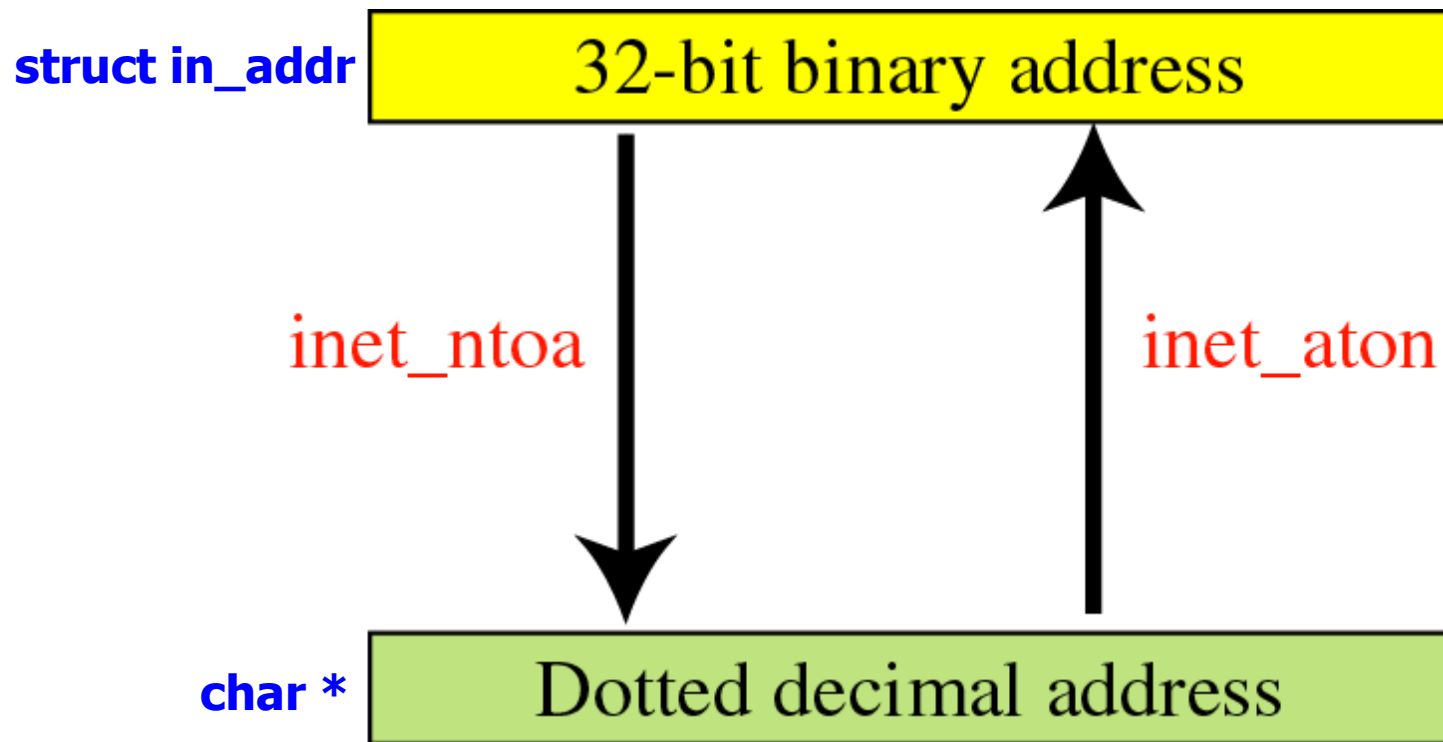 struct in_addr
32-bit binary address
inet_ntoa
inet_aton
char *
Dotted decimal address